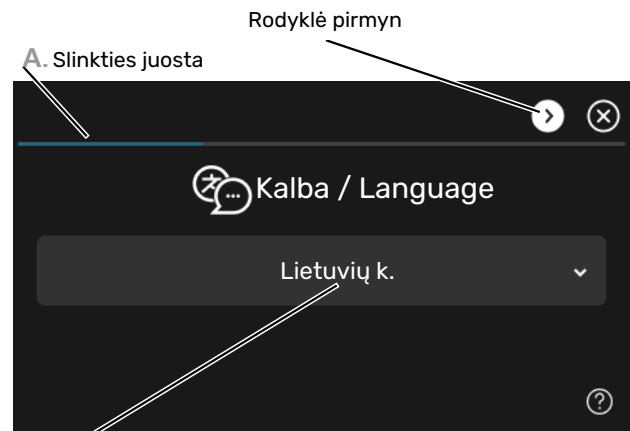 Rodyklė pirmyn
A. Slinkties juosta
Kalba / Language
Lietuvių k.